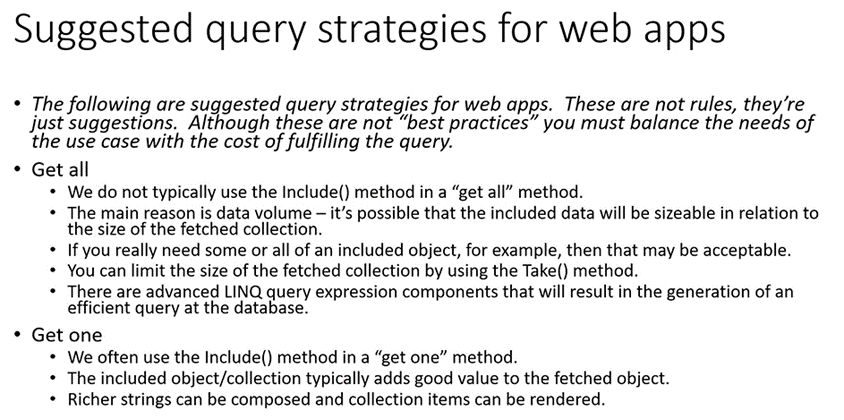 Suggested query strategies for web apps
• The following are suggested query strategies for web apps. These are not rules, they're
just suggestions. Although these are not "best practices" you must balance the needs of
the use case with the cost of fulfilling the query.
• Get all
• We do not typically use the Include() method in a "get all" method.
• The main reason is data volume – it's possible that the included data will be sizeable in relation to
the size of the fetched collection.
• If you really need some or all of an included object, for example, then that may be acceptable.
• You can limit the size of the fetched collection by using the Take() method.
• There are advanced LINQ query expression components that will result in the generation of an
efficient query at the database.
• Get one
• We often use the Include() method in a "get one" method.
• The included object/collection typically adds good value to the fetched object.
• Richer strings can be composed and collection items can be rendered.